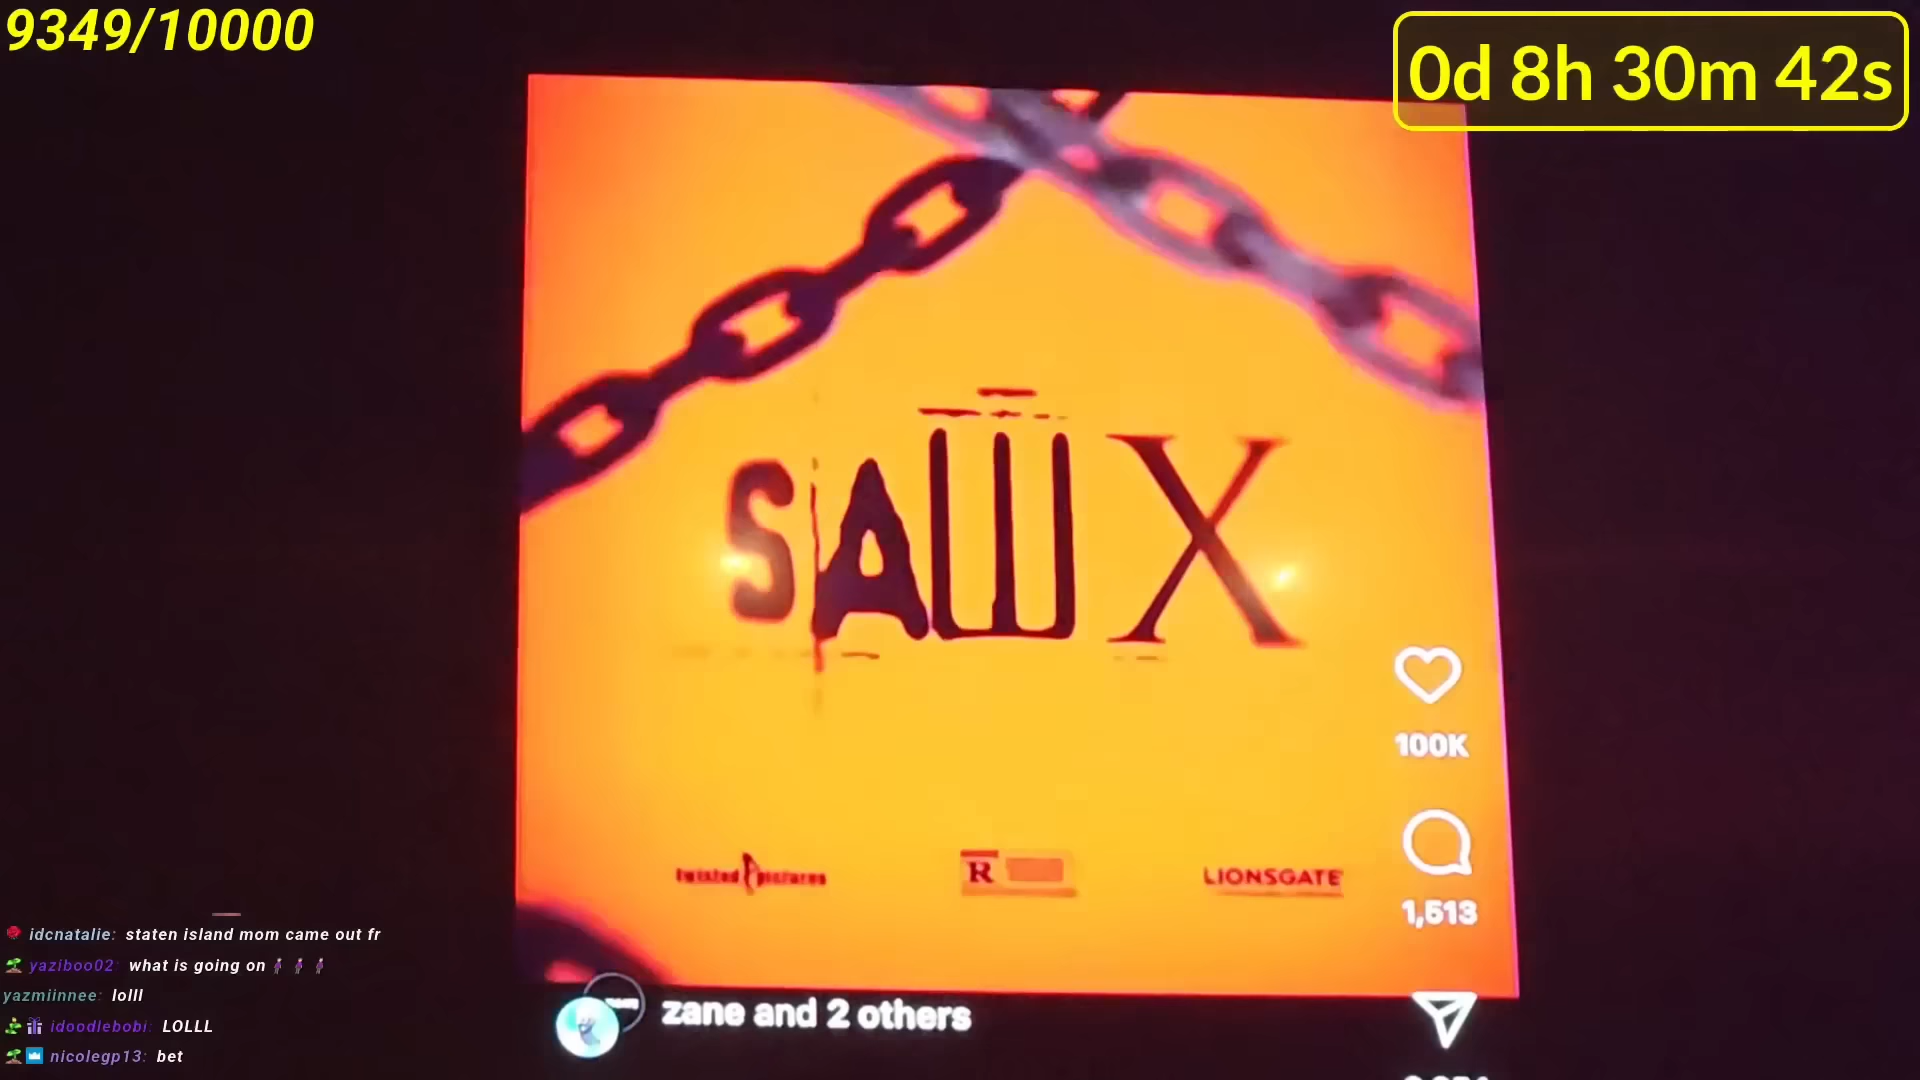 9349/10000
0d 8h 30m 42s
SAW X
twisted pictures
R
LIONSGATE
100K
1,513
zane and 2 others
idcnatalie: staten island mom came out fr
yaziboo02: what is going on
yazmiinnee: lolll
idoodlebobi: LOLLL
nicolegp13: bet